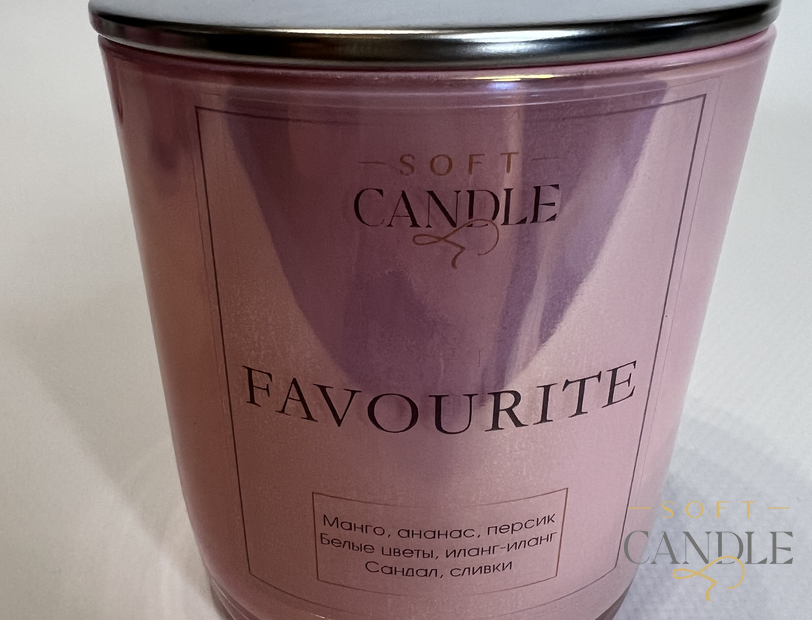 SOFT
CANDLE
FAVOURITE
Манго, ананас, персик
Белые цветы, иланг-иланг
Сандал, сливки
SOFT
CANDLE